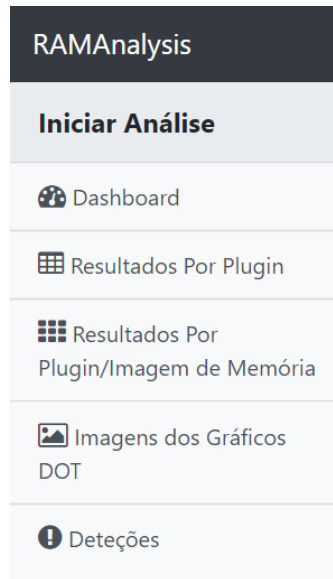 RAMAnalysis
Iniciar Análise
Dashboard
Resultados Por Plugin
Resultados Por
Plugin/Imagem de Memória
Imagens dos Gráficos
DOT
Deteções